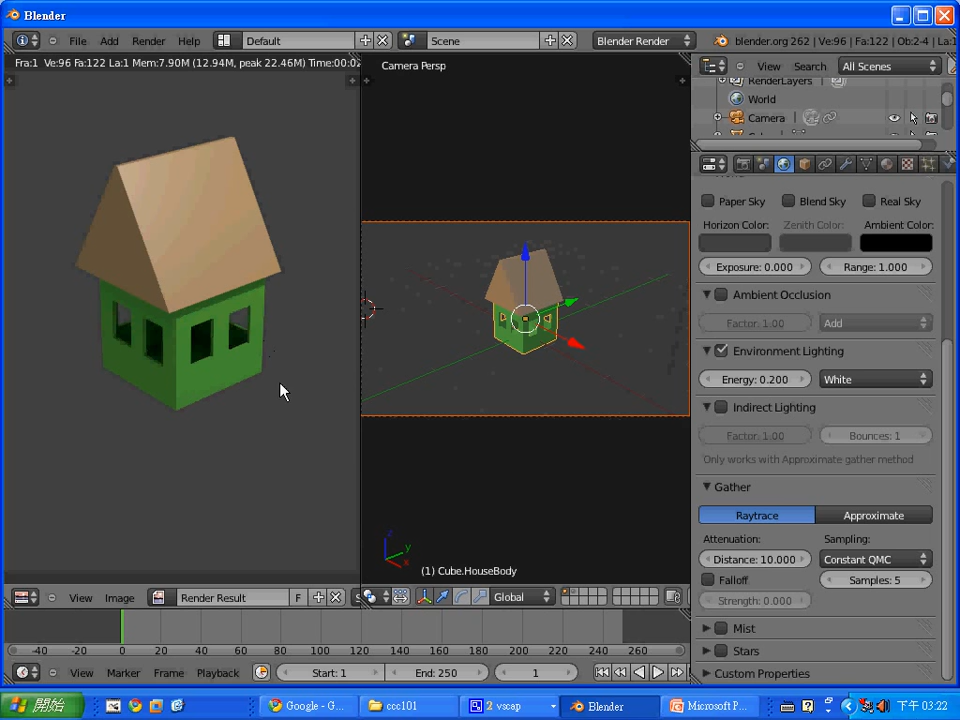 Blender
File Add Render Help Default Scene Blender Render blender.org 262 | Ve:96 | Fa:122 | Ob:2-4 | La:1
Fra:1 Ve:96 Fa:122 La:1 Mem:7.90M (12.94M, peak 22.46M) Time:00:0
Camera Persp
View Search All Scenes
RenderLayers
World
Camera
Paper Sky Blend Sky Real Sky
Horizon Color: Zenith Color: Ambient Color:
Exposure: 0.000 Range: 1.000
Ambient Occlusion
Factor: 1.00 Add
Environment Lighting
Energy: 0.200 White
Indirect Lighting
Factor: 1.00 Bounces: 1
Only works with Approximate gather method
Gather
Raytrace Approximate
Attenuation: Sampling:
Distance: 10.000 Constant QMC
Falloff Samples: 5
Strength: 0.000
Mist
Stars
Custom Properties
z
y
x
(1) Cube.HouseBody
View Image Render Result F Global
-40 -20 0 20 40 60 80 100 120 140 160 180 200 220 240 260
View Marker Frame Playback Start: 1 End: 250 1
開始 Google - G... ccc101 2 vscap Blender Microsoft P... 下午 03:22